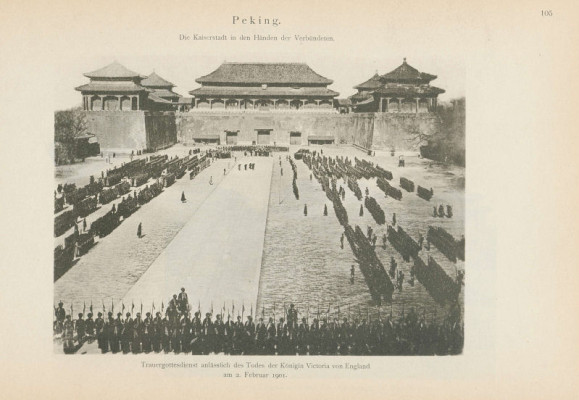 105
Peking.
Die Kaiserstadt in den Händen der Verbündeten.
Trauergottesdienst anlässlich des Todes der Königin Victoria von England
am 2. Februar 1901.